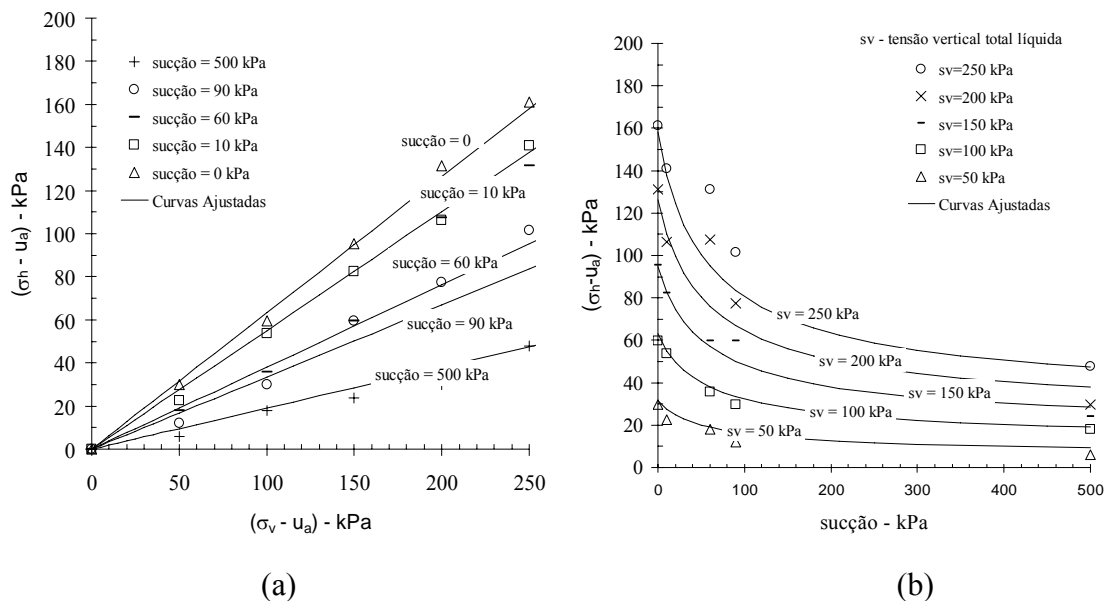 200
180
160
140
120
100
80
60
40
20
0
(σh - ua) - kPa
sucção = 500 kPa
sucção = 90 kPa
sucção = 60 kPa
sucção = 10 kPa
sucção = 0 kPa
Curvas Ajustadas
sucção = 0
sucção = 10 kPa
sucção = 60 kPa
sucção = 90 kPa
sucção = 500 kPa
0 50 100 150 200 250
(σv - ua) - kPa
(a)
200
180
160
140
120
100
80
60
40
20
0
(σh-ua) - kPa
sv - tensão vertical total líquida
sv=250 kPa
sv=200 kPa
sv=150 kPa
sv=100 kPa
sv=50 kPa
Curvas Ajustadas
sv = 250 kPa
sv = 200 kPa
sv = 150 kPa
sv = 100 kPa
sv = 50 kPa
0 100 200 300 400 500
sucção - kPa
(b)